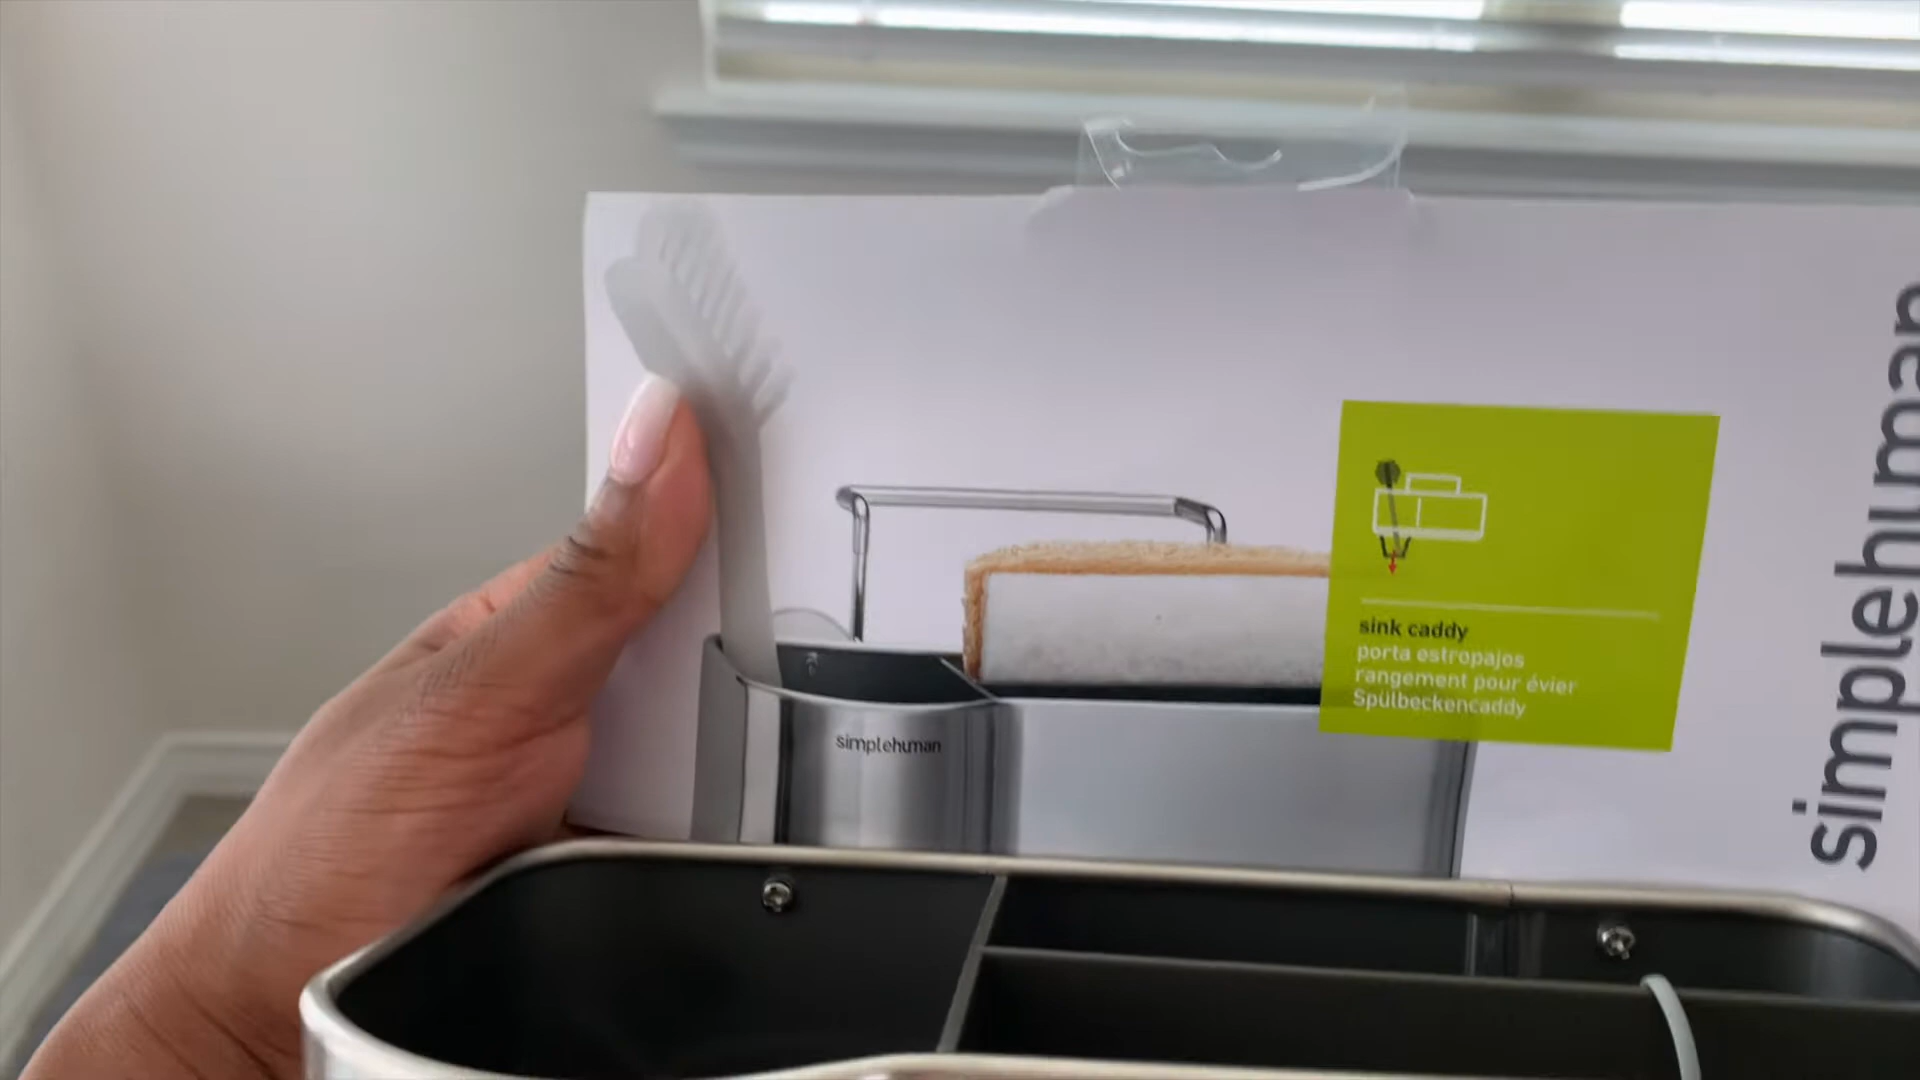 simplehuman
sink caddy
porta estropajos
rangement pour évier
Spülbeckencaddy
simplehuman